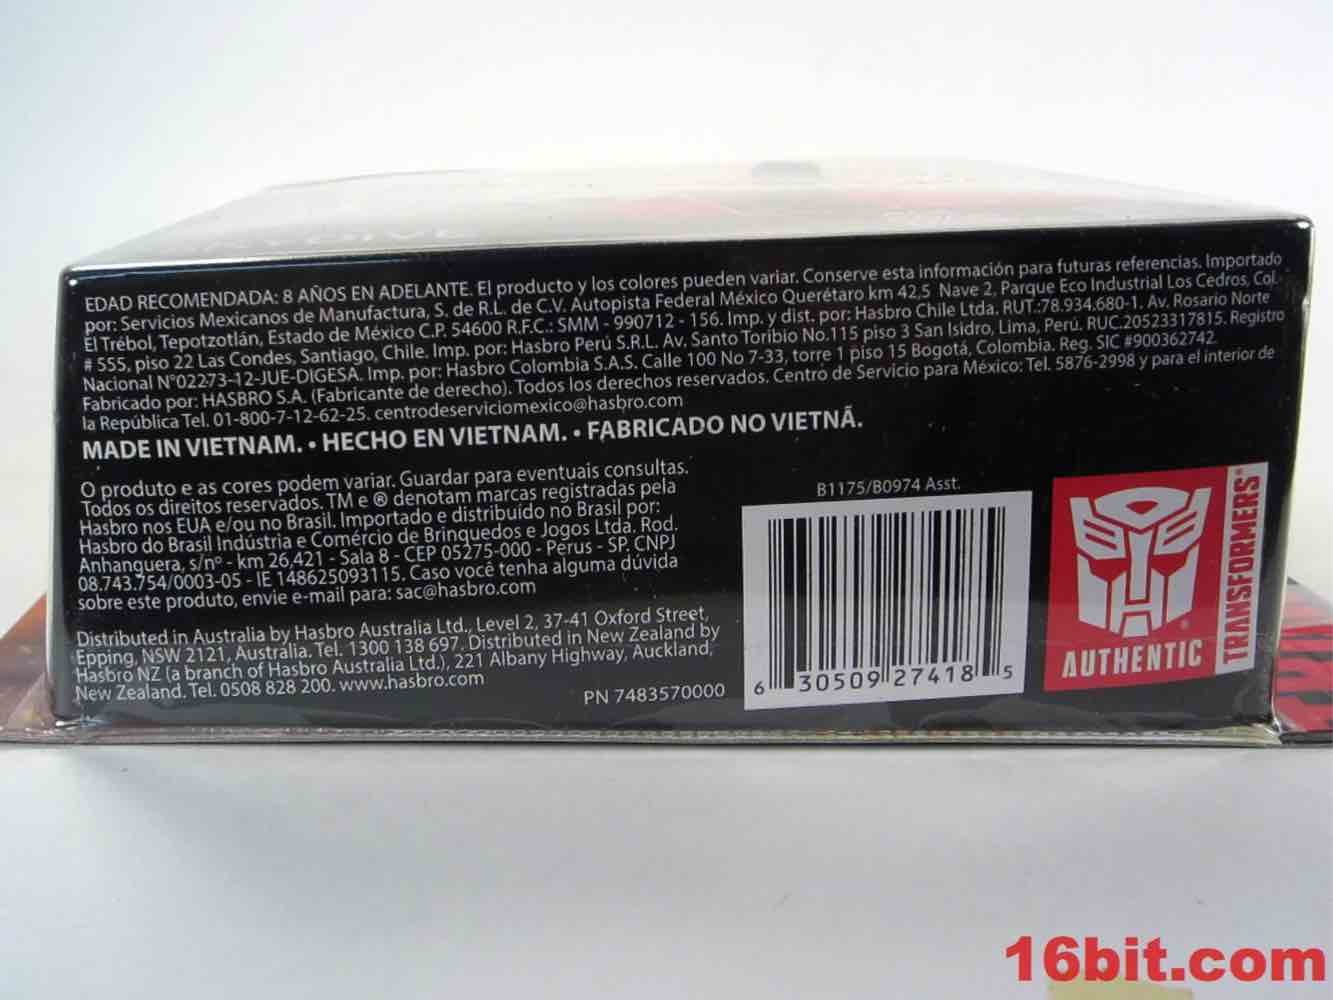 EDAD RECOMENDADA: 8 AÑOS EN ADELANTE. El producto y los colores pueden variar. Conserve esta información para futuras referencias. Importado
por: Servicios Mexicanos de Manufactura, S. de R.L. de C.V. Autopista Federal México Querétaro km 42,5 Nave 2, Parque Eco Industrial Los Cedros, Col.
El Trébol, Tepotzotlán, Estado de México C.P. 54600 R.F.C.: SMM - 990712 - 156. Imp. y dist. por: Hasbro Chile Ltda. RUT.:78.934.680-1. Av. Rosario Norte
# 555, piso 22 Las Condes, Santiago, Chile. Imp. por: Hasbro Perú S.R.L. Av. Santo Toribio No.115 piso 3 San Isidro, Lima, Perú. RUC.20523317815. Registro
Nacional N°02273-12-JUE-DIGESA. Imp. por: Hasbro Colombia S.A.S. Calle 100 No 7-33, torre 1 piso 15 Bogotá, Colombia. Reg. SIC #900362742.
Fabricado por: HASBRO S.A. (Fabricante de derecho). Todos los derechos reservados. Centro de Servicio para México: Tel. 5876-2998 y para el interior de
la República Tel. 01-800-7-12-62-25. centrodeserviciomexico@hasbro.com
MADE IN VIETNAM. • HECHO EN VIETNAM. • FABRICADO NO VIETNÃ.
O produto e as cores podem variar. Guardar para eventuais consultas.
Todos os direitos reservados. TM e ® denotam marcas registradas pela
Hasbro nos EUA e/ou no Brasil. Importado e distribuído no Brasil por:
Hasbro do Brasil Indústria e Comércio de Brinquedos e Jogos Ltda. Rod.
Anhanguera, s/nº - km 26,421 - Sala 8 - CEP 05275-000 - Perus - SP. CNPJ
08.743.754/0003-05 - IE 148625093115. Caso você tenha alguma dúvida
sobre este produto, envie e-mail para: sac@hasbro.com
Distributed in Australia by Hasbro Australia Ltd., Level 2, 37-41 Oxford Street,
Epping, NSW 2121, Australia. Tel. 1300 138 697. Distributed in New Zealand by
Hasbro NZ (a branch of Hasbro Australia Ltd.), 221 Albany Highway, Auckland,
New Zealand. Tel. 0508 828 200. www.hasbro.com
PN 7483570000
B1175/B0974 Asst.
6 30509 27418 5
AUTHENTIC
TRANSFORMERS®
16bit.com